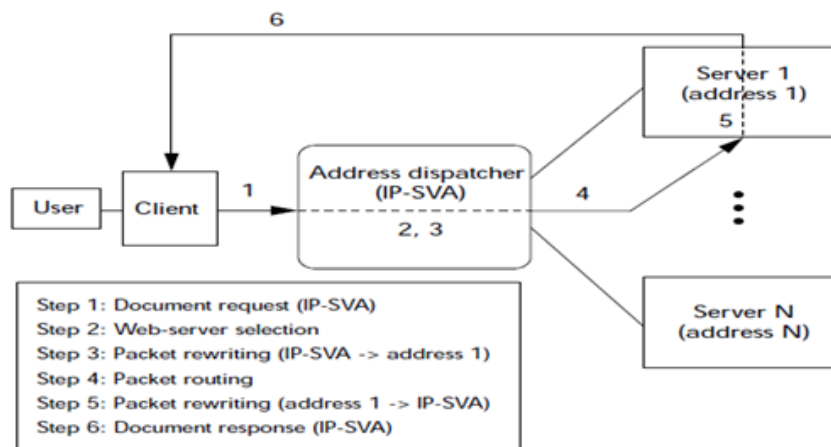 6
Server 1
(address 1)
5
Address dispatcher
(IP-SVA)
1
4
User
Client
2, 3
Step 1: Document request (IP-SVA)
Step 2: Web-server selection
Step 3: Packet rewriting (IP-SVA -> address 1)
Step 4: Packet routing
Step 5: Packet rewriting (address 1 -> IP-SVA)
Step 6: Document response (IP-SVA)
Server N
(address N)